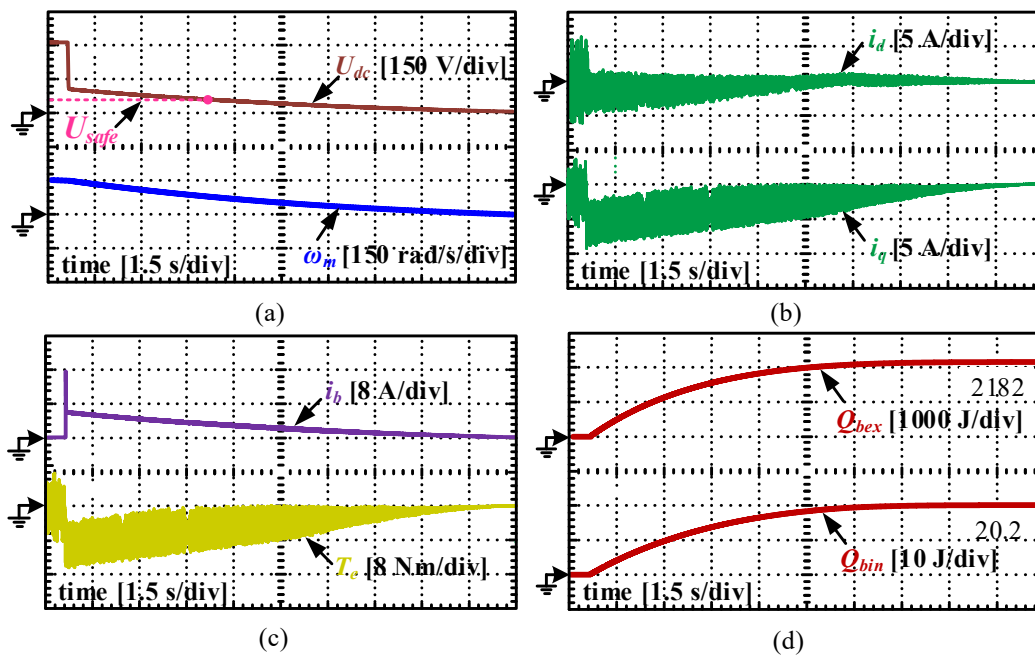 U_dc [150 V/div]
U_safe
ω_m [150 rad/s/div]
time [1.5 s/div]
(a)
i_d [5 A/div]
i_q [5 A/div]
time [1.5 s/div]
(b)
i_b [8 A/div]
T_e [8 Nm/div]
time [1.5 s/div]
(c)
2182
Q_bex [1000 J/div]
20.2
Q_bin [10 J/div]
time [1.5 s/div]
(d)